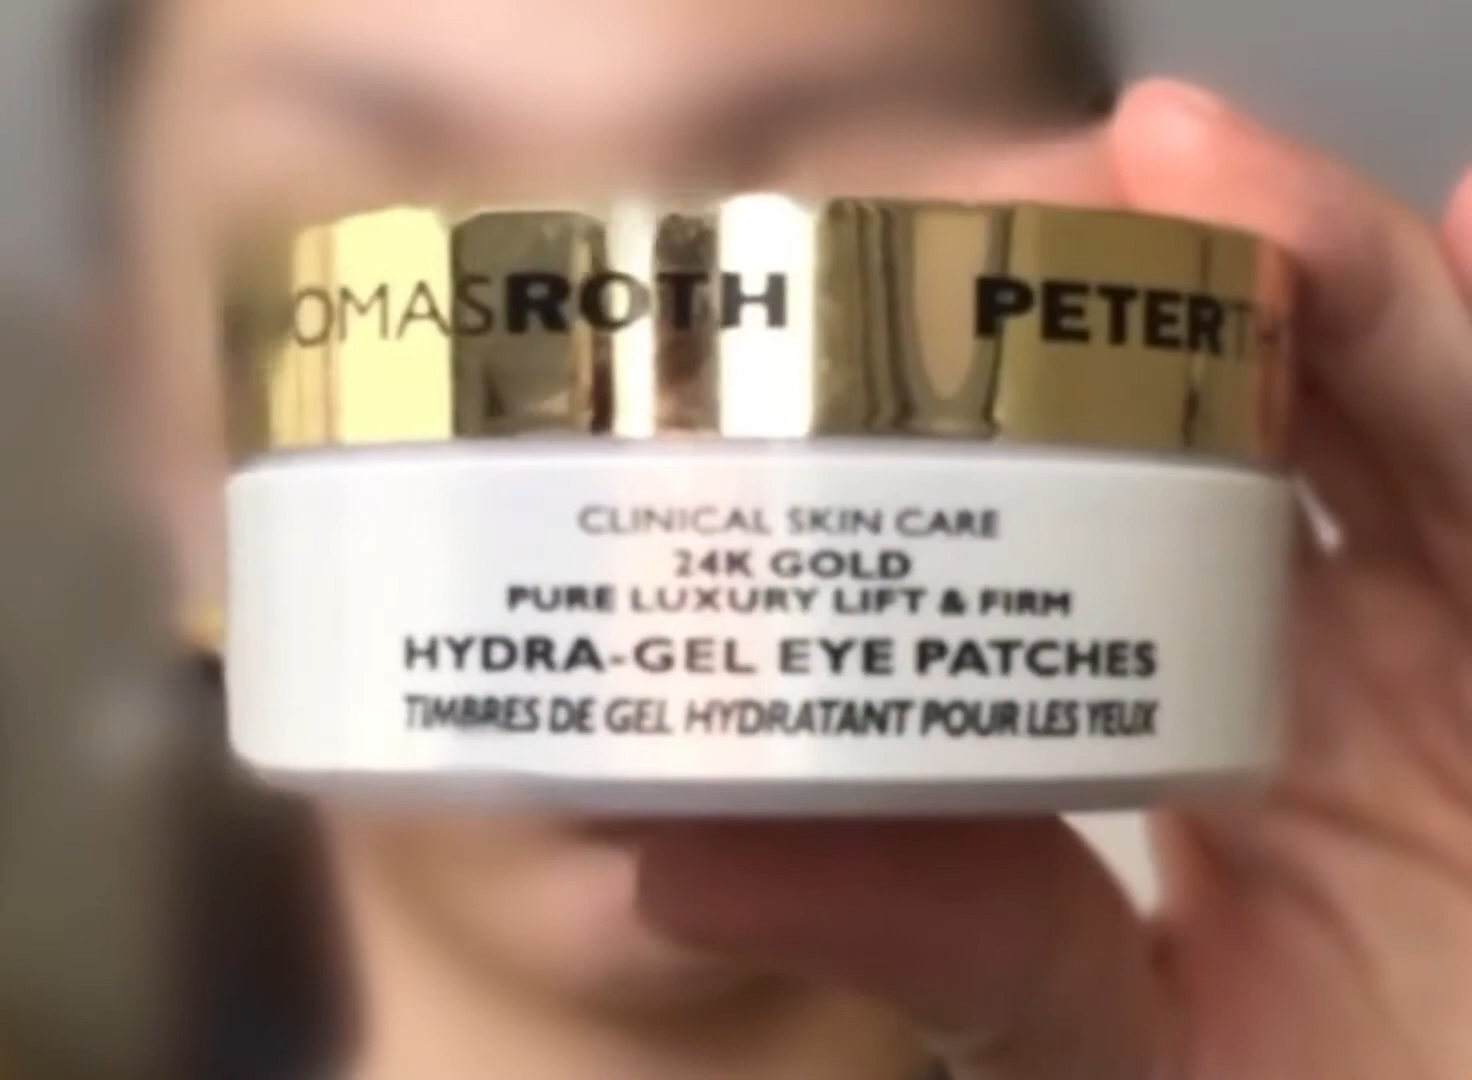 OMASROTH PETERTH
CLINICAL SKIN CARE
24K GOLD
PURE LUXURY LIFT & FIRM
HYDRA-GEL EYE PATCHES
TIMBRES DE GEL HYDRATANT POUR LES YEUX